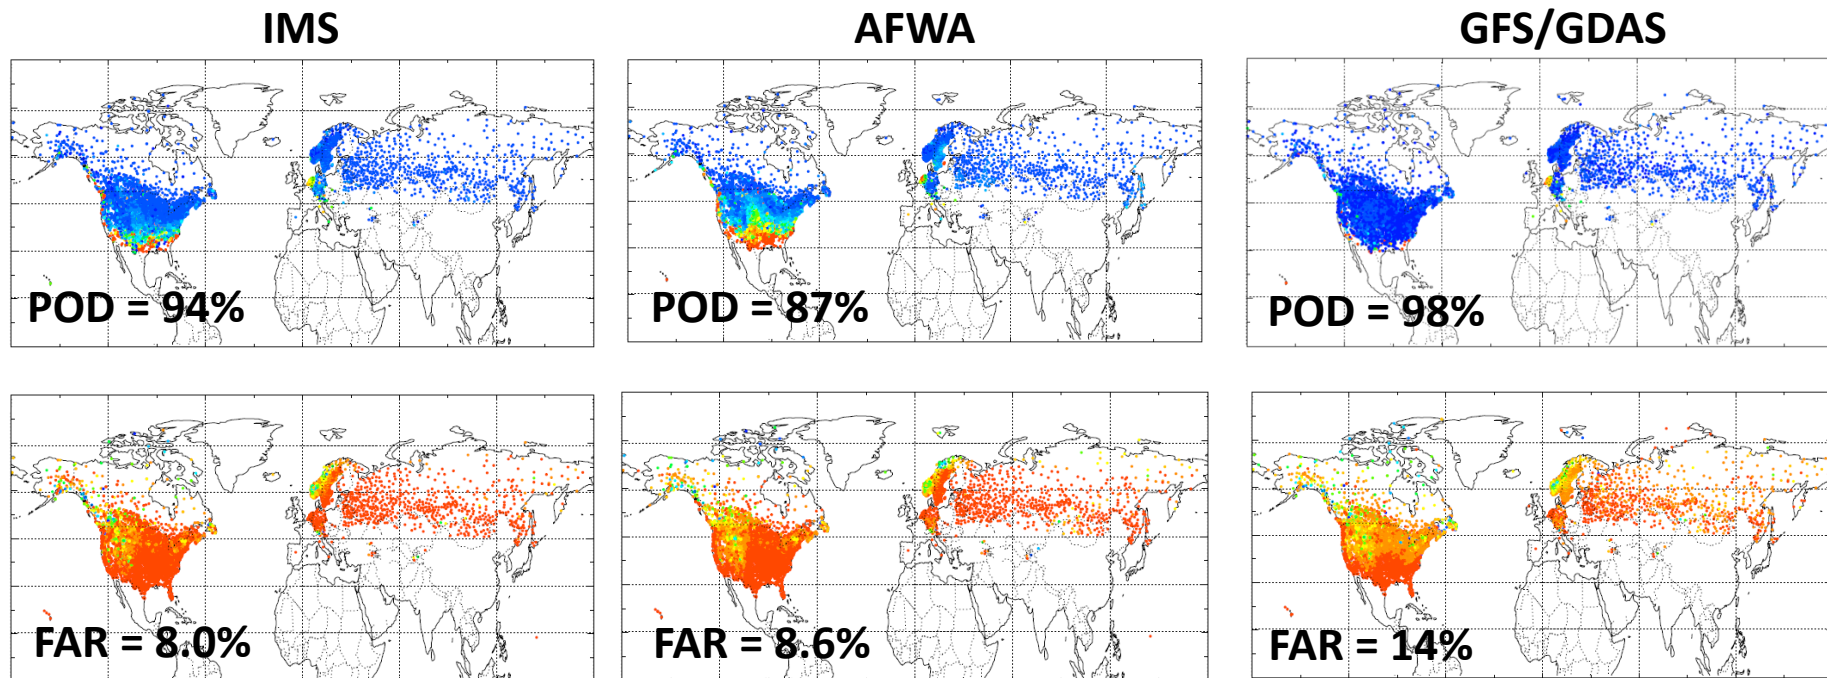 IMS
AFWA
GFS/GDAS
POD = 94%
POD = 87%
POD = 98%
FAR = 8.0%
FAR = 8.6%
FAR = 14%